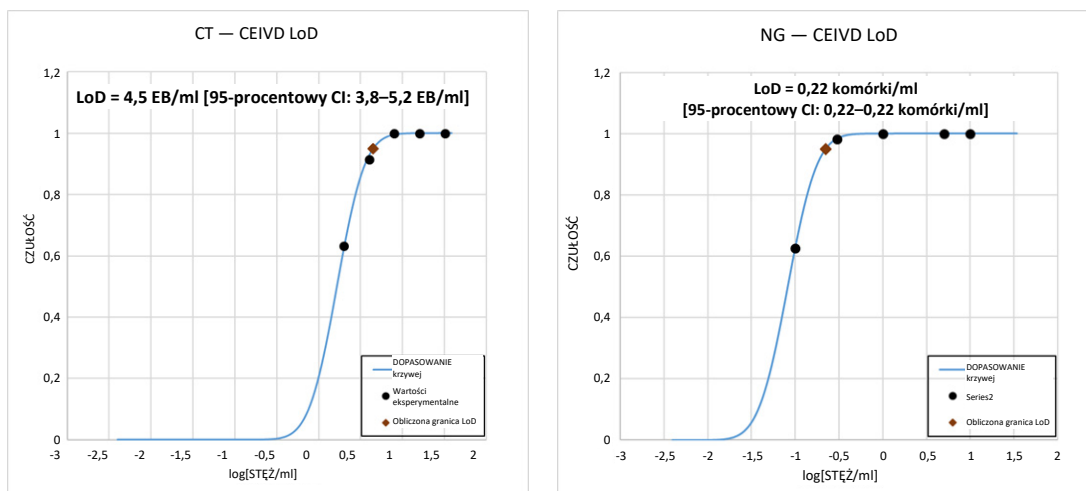 CT — CEIVD LoD
1,2
LoD = 4,5 EB/ml [95-procentowy CI: 3,8–5,2 EB/ml]
1
0,8
0,6
0,4
0,2
0
CZUŁOŚĆ
DOPASOWANIE
krzywej
Wartości
eksperymentalne
Obliczona granica LoD
-3 -2,5 -2 -1,5 -1 -0,5 0 0,5 1 1,5 2
log[STĘŻ/ml]
NG — CEIVD LoD
1,2
LoD = 0,22 komórki/ml
[95-procentowy CI: 0,22–0,22 komórki/ml]
1
0,8
0,6
0,4
0,2
0
CZUŁOŚĆ
DOPASOWANIE
krzywej
Series2
Obliczona granica LoD
-3 -2,5 -2 -1,5 -1 -0,5 0 0,5 1 1,5 2
log[STĘŻ/ml]